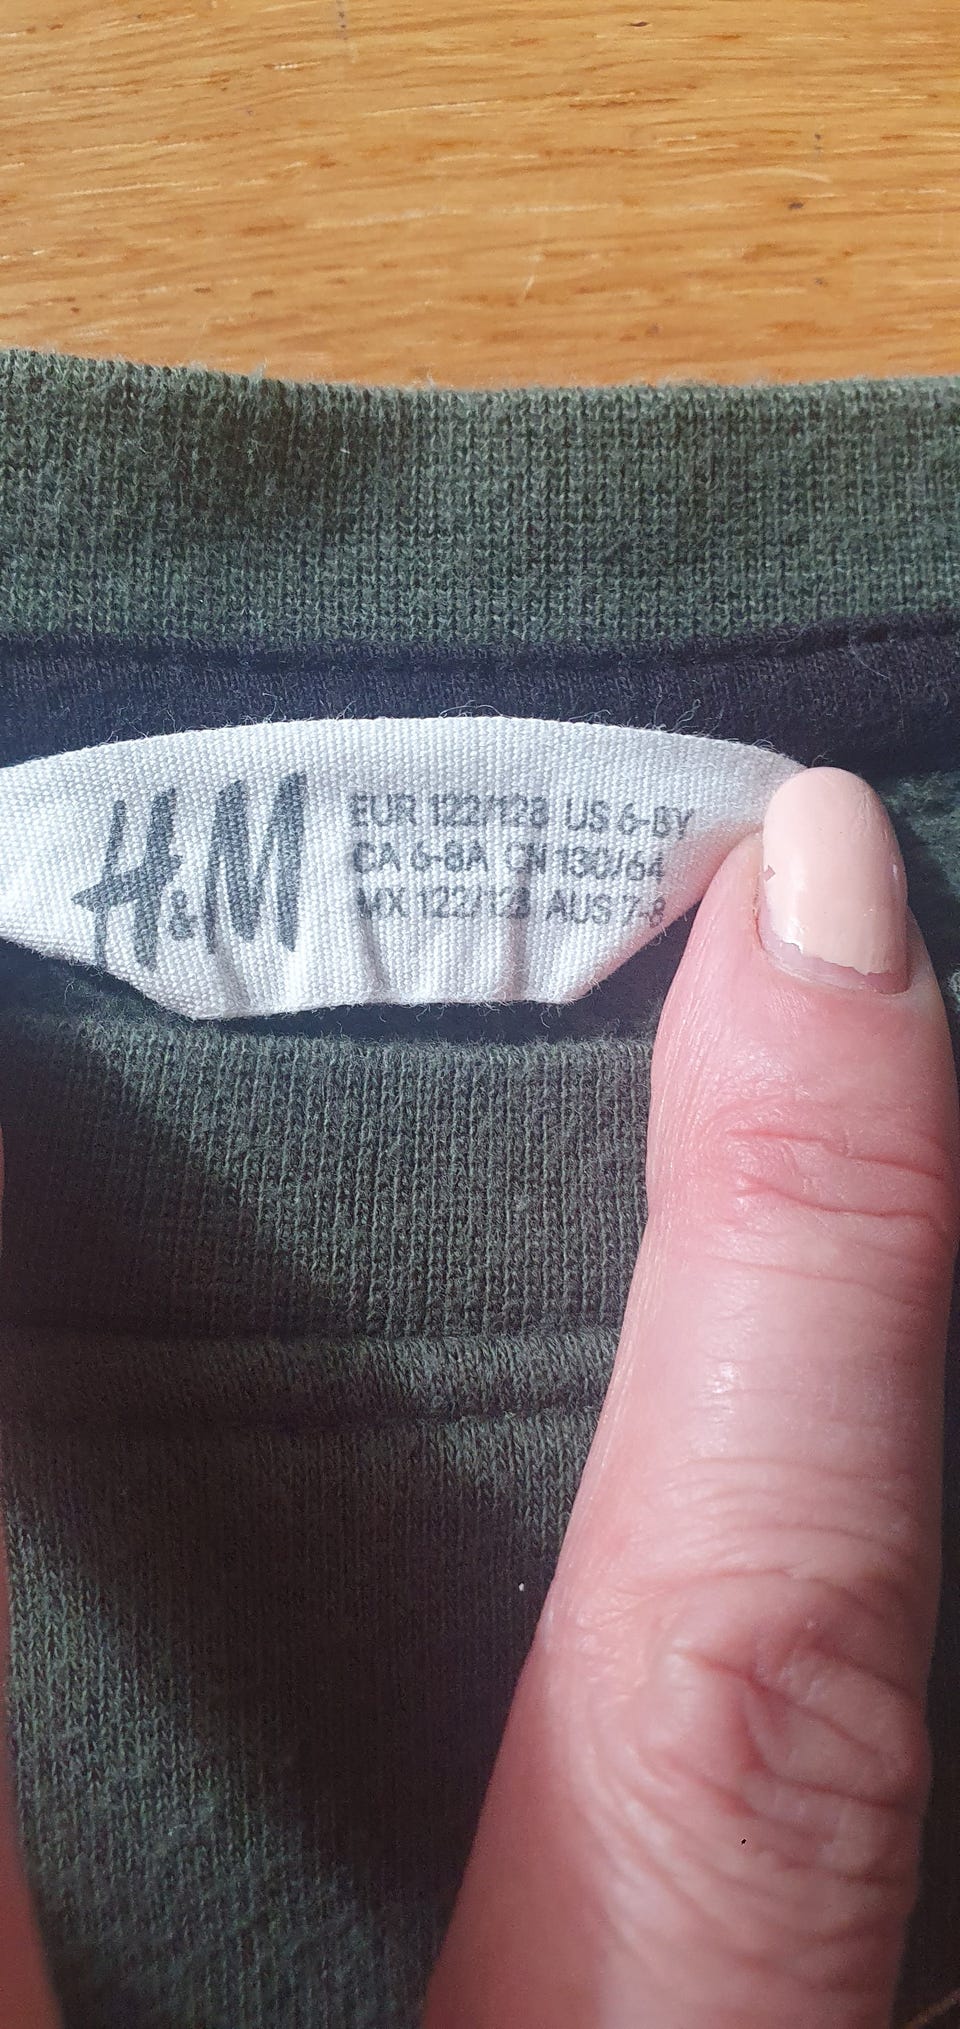 H&M
EUR 122/128 US 6-8Y
CA 6-8A CN 130/64
MX 122/128 AUS 7-8